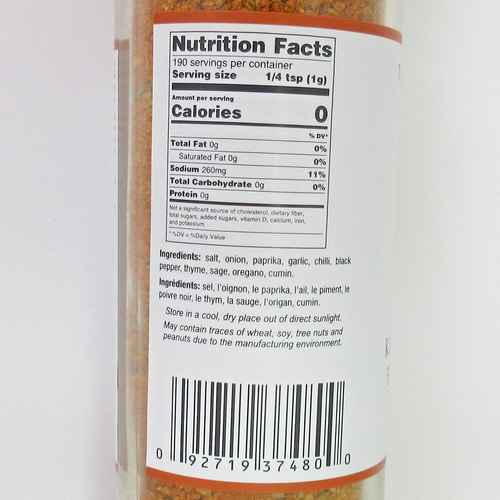 Nutrition Facts
190 servings per container
Serving size 1/4 tsp (1g)
Amount per serving
Calories 0
% DV*
Total Fat 0g 0%
Saturated Fat 0g 0%
Sodium 260mg 11%
Total Carbohydrate 0g 0%
Protein 0g
Not a significant source of cholesterol, dietary fiber,
total sugars, added sugars, vitamin D, calcium, iron,
and potassium
* %DV = %Daily Value
Ingredients: salt, onion, paprika, garlic, chilli, black
pepper, thyme, sage, oregano, cumin.
Ingrédients: sel, l'oignon, le paprika, l'ail, le piment, le
poivre noir, le thym, la sauge, l'origan, cumin.
Store in a cool, dry place out of direct sunlight.
May contain traces of wheat, soy, tree nuts and
peanuts due to the manufacturing environment.
0 92719 37480 0